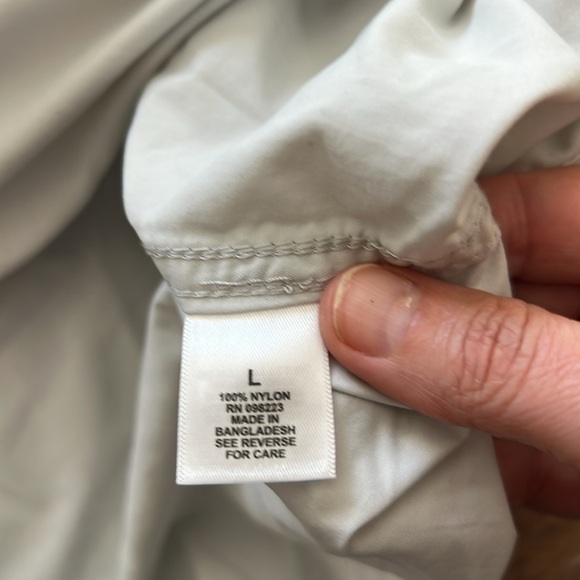 L
100% NYLON
RN 098223
MADE IN
BANGLADESH
SEE REVERSE
FOR CARE